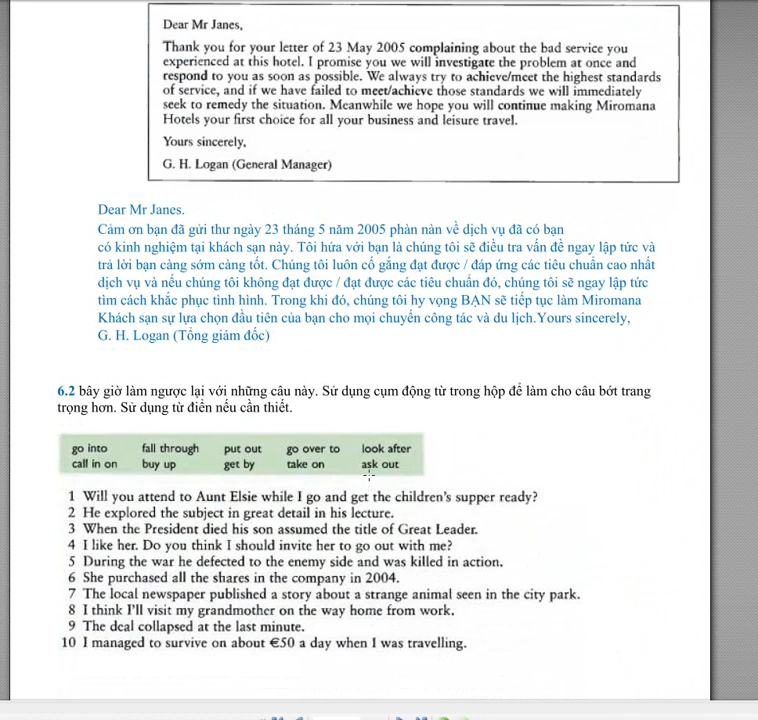 Dear Mr Janes,
Thank you for your letter of 23 May 2005 complaining about the bad service you
experienced at this hotel. I promise you we will investigate the problem at once and
respond to you as soon as possible. We always try to achieve/meet the highest standards
of service, and if we have failed to meet/achieve those standards we will immediately
seek to remedy the situation. Meanwhile we hope you will continue making Miromana
Hotels your first choice for all your business and leisure travel.
Yours sincerely,
G. H. Logan (General Manager)
Dear Mr Janes.
Cảm ơn bạn đã gửi thư ngày 23 tháng 5 năm 2005 phàn nàn về dịch vụ đã có bạn
có kinh nghiệm tại khách sạn này. Tôi hứa với bạn là chúng tôi sẽ điều tra vấn đề ngay lập tức và
trả lời bạn càng sớm càng tốt. Chúng tôi luôn cố gắng đạt được / đáp ứng các tiêu chuẩn cao nhất
dịch vụ và nếu chúng tôi không đạt được / đạt được các tiêu chuẩn đó, chúng tôi sẽ ngay lập tức
tìm cách khắc phục tình hình. Trong khi đó, chúng tôi hy vọng BẠN sẽ tiếp tục làm Miromana
Khách sạn sự lựa chọn đầu tiên của bạn cho mọi chuyến công tác và du lịch.Yours sincerely,
G. H. Logan (Tổng giám đốc)
6.2 bây giờ làm ngược lại với những câu này. Sử dụng cụm động từ trong hộp để làm cho câu bớt trang
trọng hơn. Sử dụng từ điển nếu cần thiết.
go into fall through put out go over to look after
call in on buy up get by take on ask out
1 Will you attend to Aunt Elsie while I go and get the children's supper ready?
2 He explored the subject in great detail in his lecture.
3 When the President died his son assumed the title of Great Leader.
4 I like her. Do you think I should invite her to go out with me?
5 During the war he defected to the enemy side and was killed in action.
6 She purchased all the shares in the company in 2004.
7 The local newspaper published a story about a strange animal seen in the city park.
8 I think I'll visit my grandmother on the way home from work.
9 The deal collapsed at the last minute.
10 I managed to survive on about €50 a day when I was travelling.